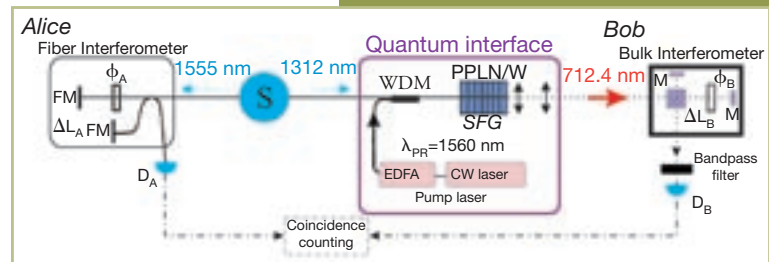 Alice
Fiber Interferometer
ϕA
FM
ΔLA FM
DA
1555 nm
S
1312 nm
Quantum interface
WDM
PPLN/W
SFG
λPR=1560 nm
EDFA
CW laser
Pump laser
712.4 nm
Bob
Bulk Interferometer
M
ϕB
ΔLB
M
Bandpass
filter
DB
Coincidence
counting